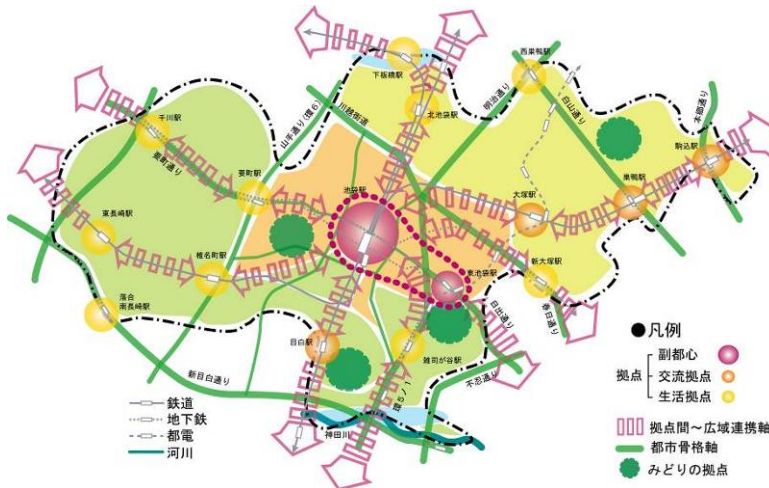 西巣鴨駅
下板橋駅
明治通り
白山通り
本郷通り
北池袋駅
川越街道
山手通り(環6)
千川駅
要町通り
駒込駅
要町駅
池袋駅
大塚駅
巣鴨駅
東長崎駅
椎名町駅
東池袋駅
新大塚駅
落合
南長崎駅
目白駅
日出通り
春日通り
雑司が谷駅
新目白通り
不忍通り
環5ノ1
神田川
鉄道
地下鉄
都電
河川
●凡例
拠点
副都心
交流拠点
生活拠点
拠点間~広域連携軸
都市骨格軸
みどりの拠点